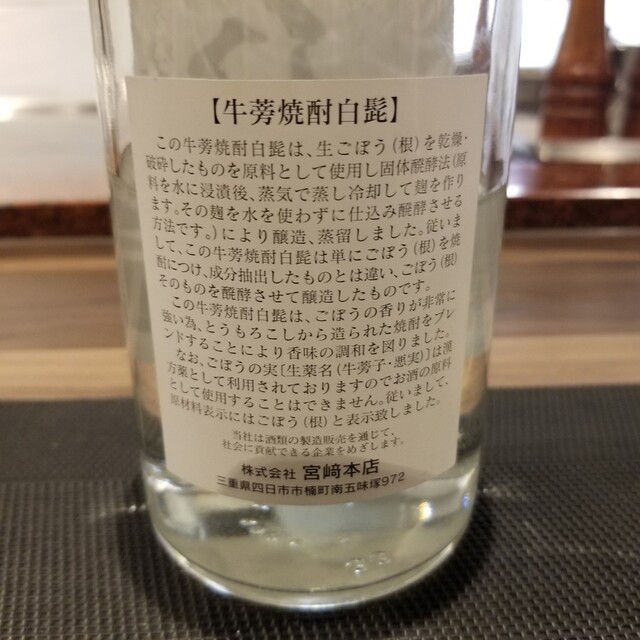 【牛蒡焼酎白髭】
この牛蒡焼酎白髭は、生ごぼう(根)を乾燥・
破砕したものを原料として使用し固体醗酵法(原
料を水に浸漬後、蒸気で蒸し冷却して麹を作り
ます。その麹を水を使わずに仕込み醗酵させる
方法です。)により醸造、蒸留しました。従いま
して、この牛蒡焼酎白髭は単にごぼう(根)を焼
酎につけ、成分抽出したものとは違い、ごぼう(根)
そのものを醗酵させて醸造したものです。
この牛蒡焼酎白髭は、ごぼうの香りが非常に
強い為、とうもろこしから造られた焼酎をブレ
ンドすることにより香味の調和を図りました。
なお、ごぼうの実〔生薬名(牛蒡子・悪実)〕は漢
方薬として利用されておりますのでお酒の原料
として使用することはできません。従いまして、
原材料表示にはごぼう(根)と表示致しました。
当社は酒類の製造販売を通じて、
社会に貢献できる企業をめざします。
株式会社 宮﨑本店
三重県四日市市楠町南五味塚972